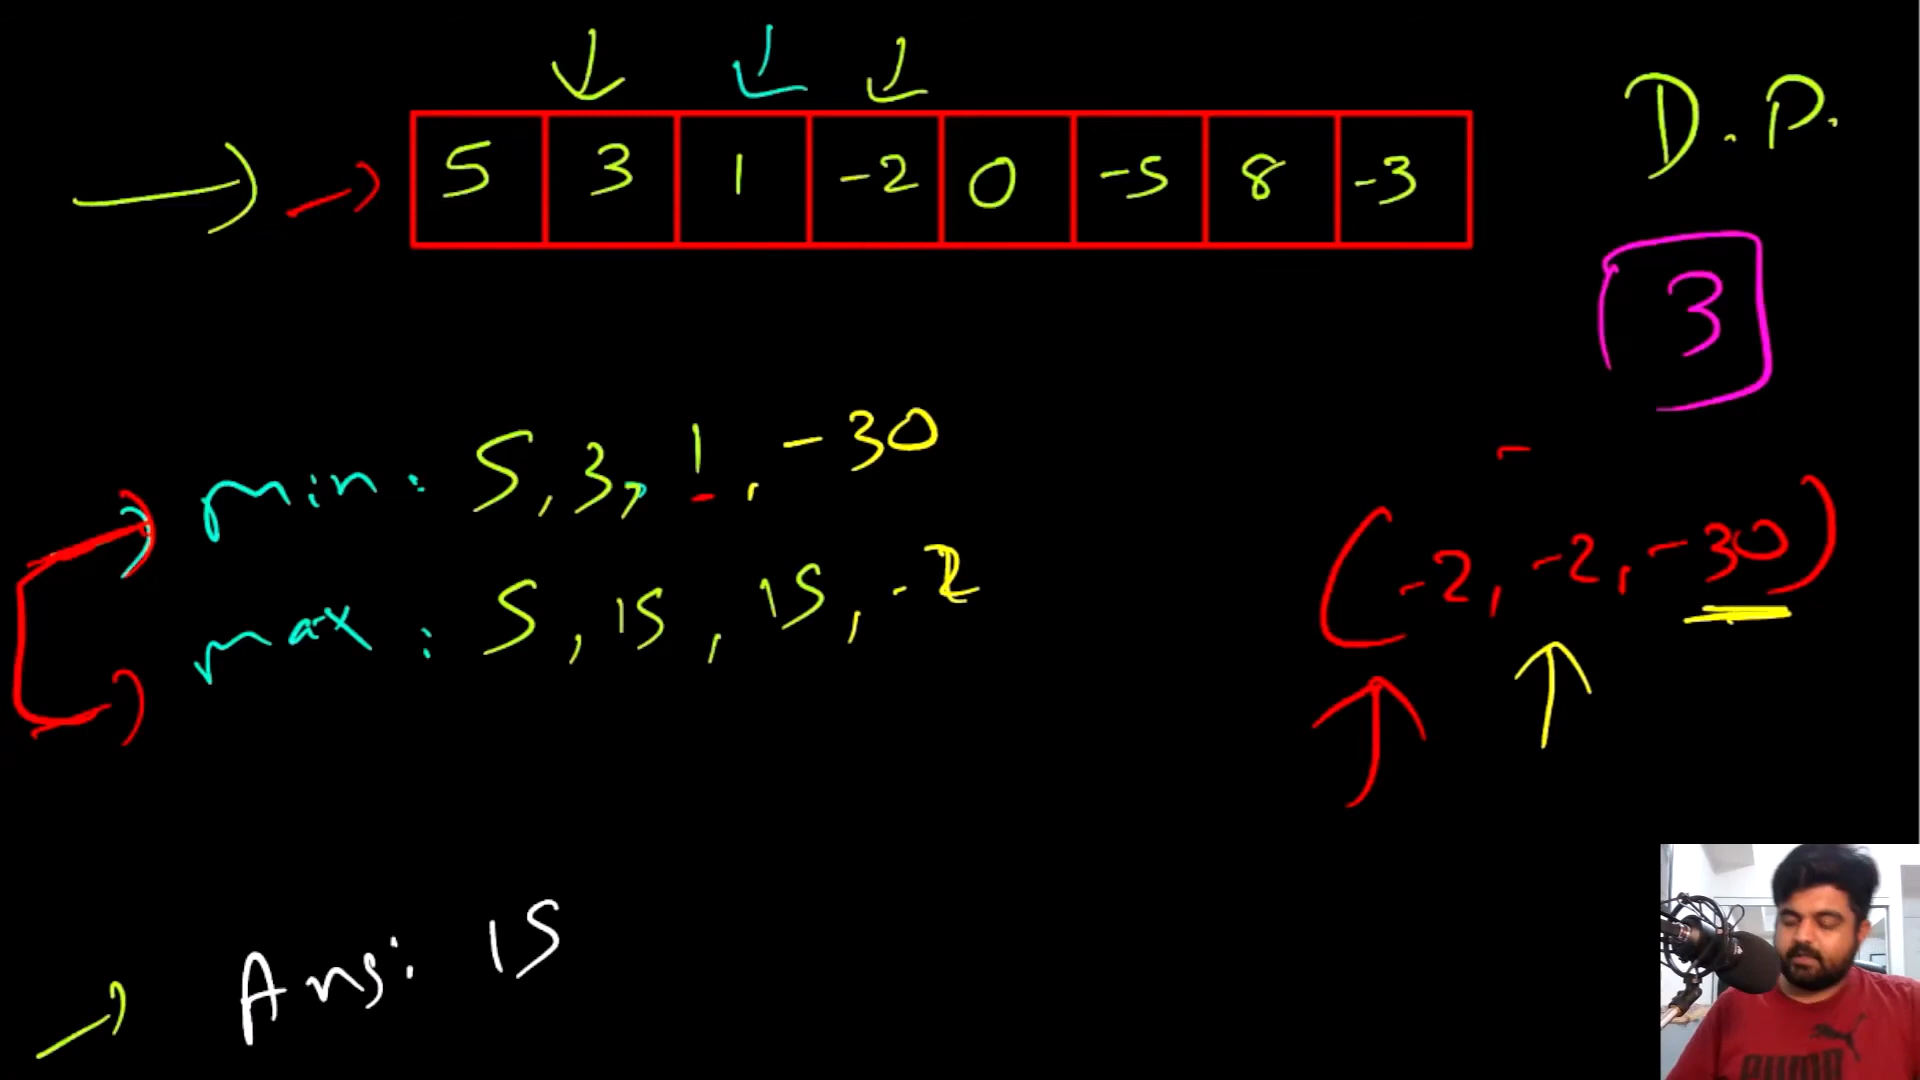 D.P.
5 3 1 -2 0 -5 8 -3
3
min: 5, 3, 1, -30
-
(-2, -2, -30)
max: 5, 15, 15, -2
Ans: 15
PUMA